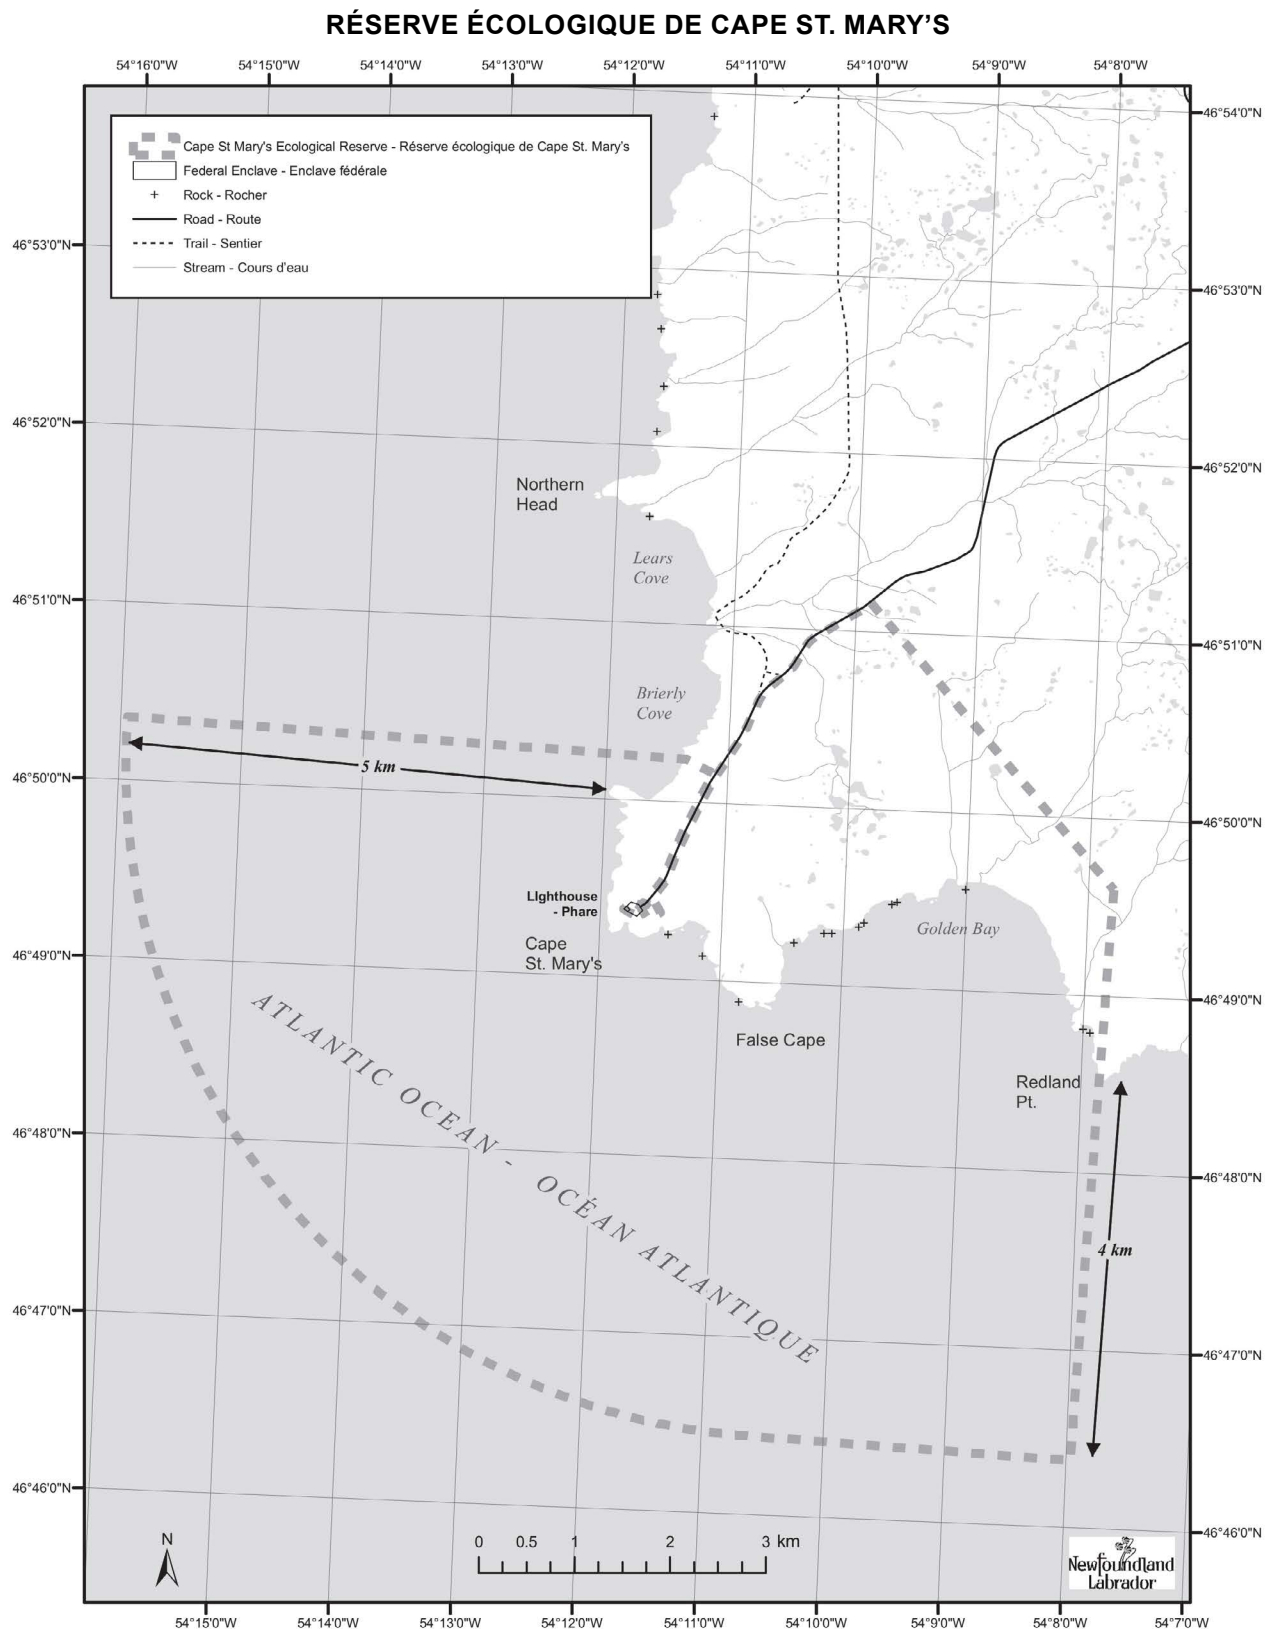 RÉSERVE ÉCOLOGIQUE DE CAPE ST. MARY’S
54°16'0"W 54°15'0"W 54°14'0"W 54°13'0"W 54°12'0"W 54°11'0"W 54°10'0"W 54°9'0"W 54°8'0"W
46°54'0"N
Cape St Mary's Ecological Reserve - Réserve écologique de Cape St. Mary's
Federal Enclave - Enclave fédérale
Rock - Rocher
Road - Route
Trail - Sentier
Stream - Cours d'eau
46°53'0"N
46°53'0"N
46°52'0"N
46°52'0"N
Northern
Head
Lears
Cove
46°51'0"N
46°51'0"N
Brierly
Cove
5 km
46°50'0"N
46°50'0"N
LIghthouse
- Phare
Golden Bay
Cape
St. Mary's
46°49'0"N
46°49'0"N
ATLANTIC OCEAN - OCÉAN ATLANTIQUE
False Cape
Redland
Pt.
46°48'0"N
46°48'0"N
4 km
46°47'0"N
46°47'0"N
46°46'0"N
46°46'0"N
N
0 0.5 1 2 3 km
Newfoundland
Labrador
54°15'0"W 54°14'0"W 54°13'0"W 54°12'0"W 54°11'0"W 54°10'0"W 54°9'0"W 54°8'0"W 54°7'0"W